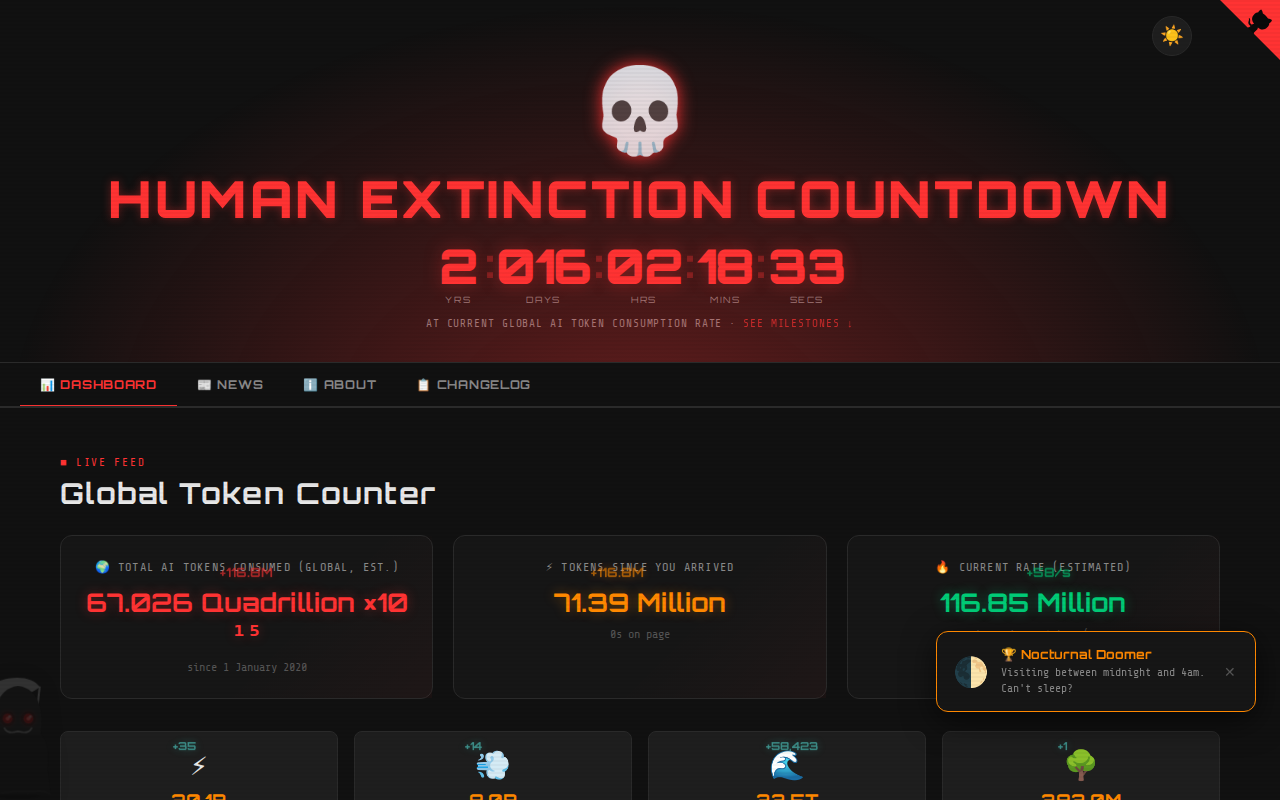 HUMAN EXTINCTION COUNTDOWN
2:016:02:18:33
YRS DAYS HRS MINS SECS
AT CURRENT GLOBAL AI TOKEN CONSUMPTION RATE · SEE MILESTONES ↓
DASHBOARD NEWS ABOUT CHANGELOG
LIVE FEED
Global Token Counter
TOTAL AI TOKENS CONSUMED (GLOBAL, EST.)
+116.8M
67.026 Quadrillion x10
15
since 1 January 2020
TOKENS SINCE YOU ARRIVED
+116.8M
71.39 Million
0s on page
CURRENT RATE (ESTIMATED)
+58/s
116.85 Million
Nocturnal Doomer
Visiting between midnight and 4am.
Can't sleep?
+35
+14
+58,423
+1